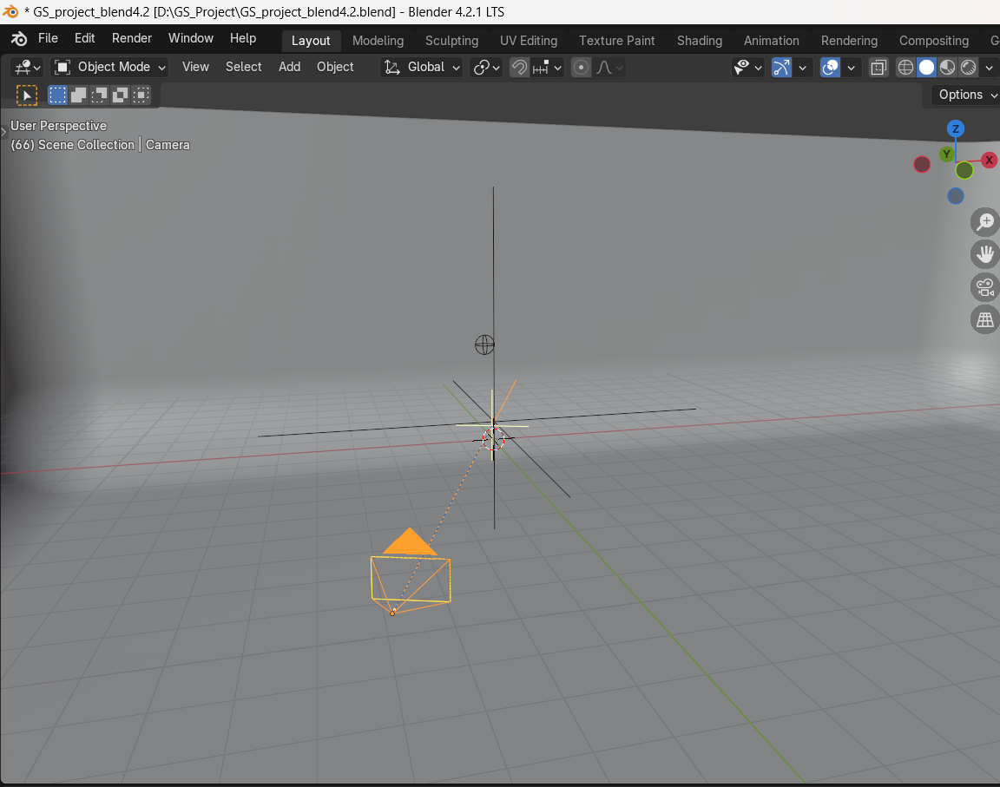 * GS_project_blend4.2 [D:\GS_Project\GS_project_blend4.2.blend] - Blender 4.2.1 LTS
File Edit Render Window Help Layout Modeling Sculpting UV Editing Texture Paint Shading Animation Rendering Compositing G
Object Mode View Select Add Object Global
Options
User Perspective
(66) Scene Collection | Camera
Z
Y
X